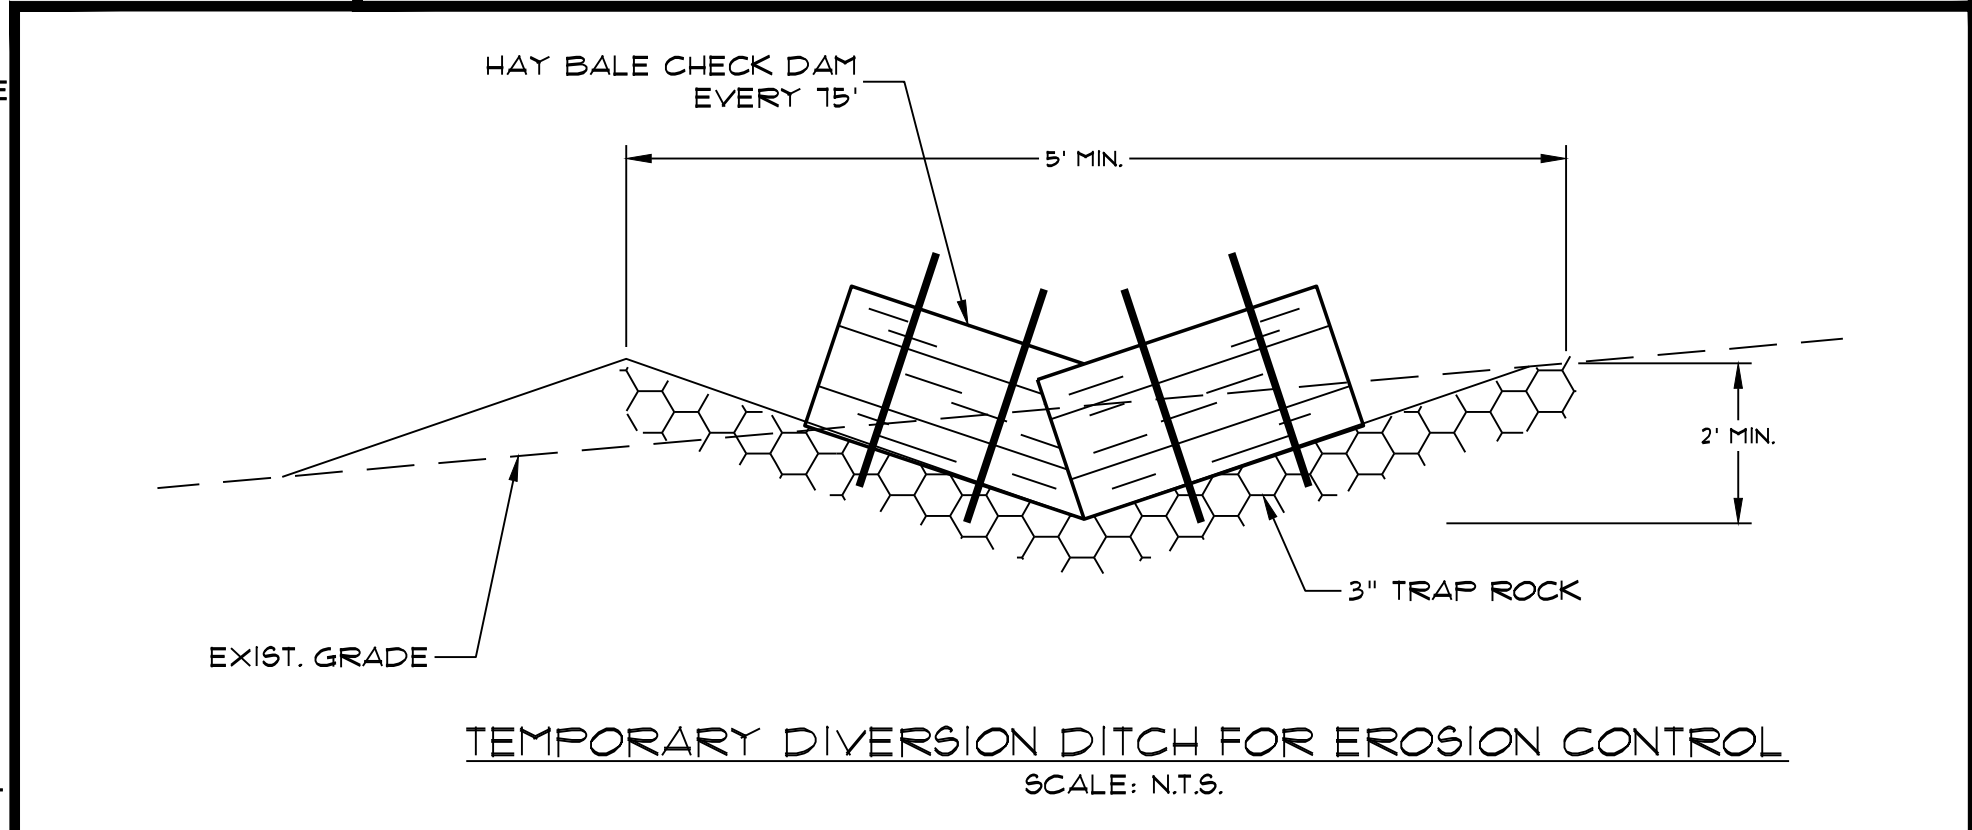 HAY BALE CHECK DAM
EVERY 75'
5' MIN.
2' MIN.
3" TRAP ROCK
EXIST. GRADE
TEMPORARY DIVERSION DITCH FOR EROSION CONTROL
SCALE: N.T.S.